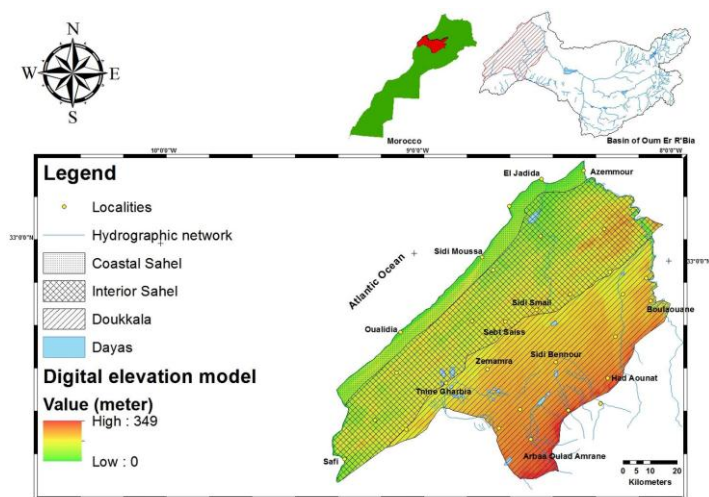 N
W E
S
Morocco
Basin of Oum Er R'Bia
10°0'0"W
9°0'0"W
8°0'0"W
33°0'0"N
33°0'0"N
Legend
Localities
Hydrographic network
Coastal Sahel
Interior Sahel
Doukkala
Dayas
Digital elevation model
Value (meter)
High : 349
Low : 0
El Jadida
Azemmour
Sidi Moussa
Atlantic Ocean
Sidi Smail
Boulaouane
Oualidia
Sebt Saiss
Zemamra
Sidi Bennour
Had Aounat
Tnine Gharbia
Arbaa Oulad Amrane
Safi
0 5 10 20
Kilometers